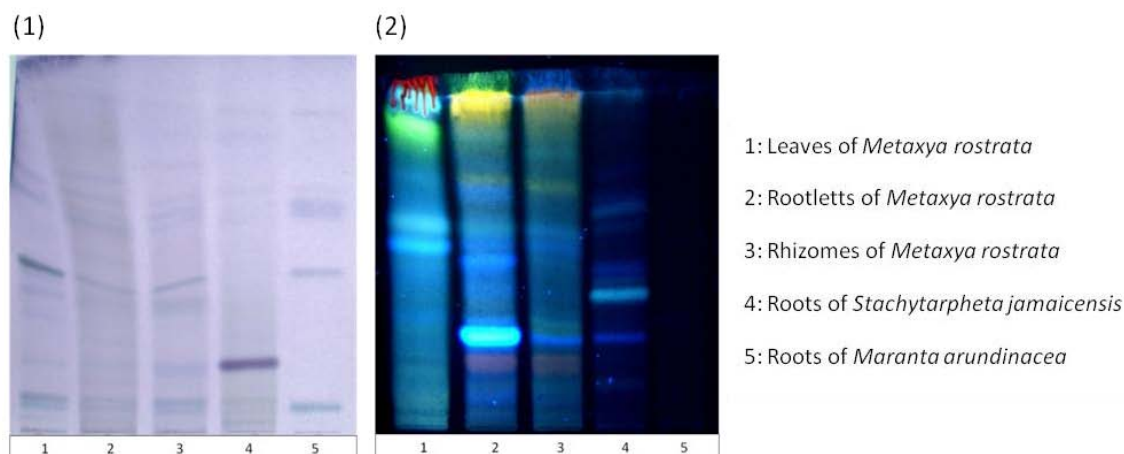 (1)
(2)
1: Leaves of Metaxya rostrata
2: Rootletts of Metaxya rostrata
3: Rhizomes of Metaxya rostrata
4: Roots of Stachytarpheta jamaicensis
5: Roots of Maranta arundinacea
1 2 3 4 5
1 2 3 4 5